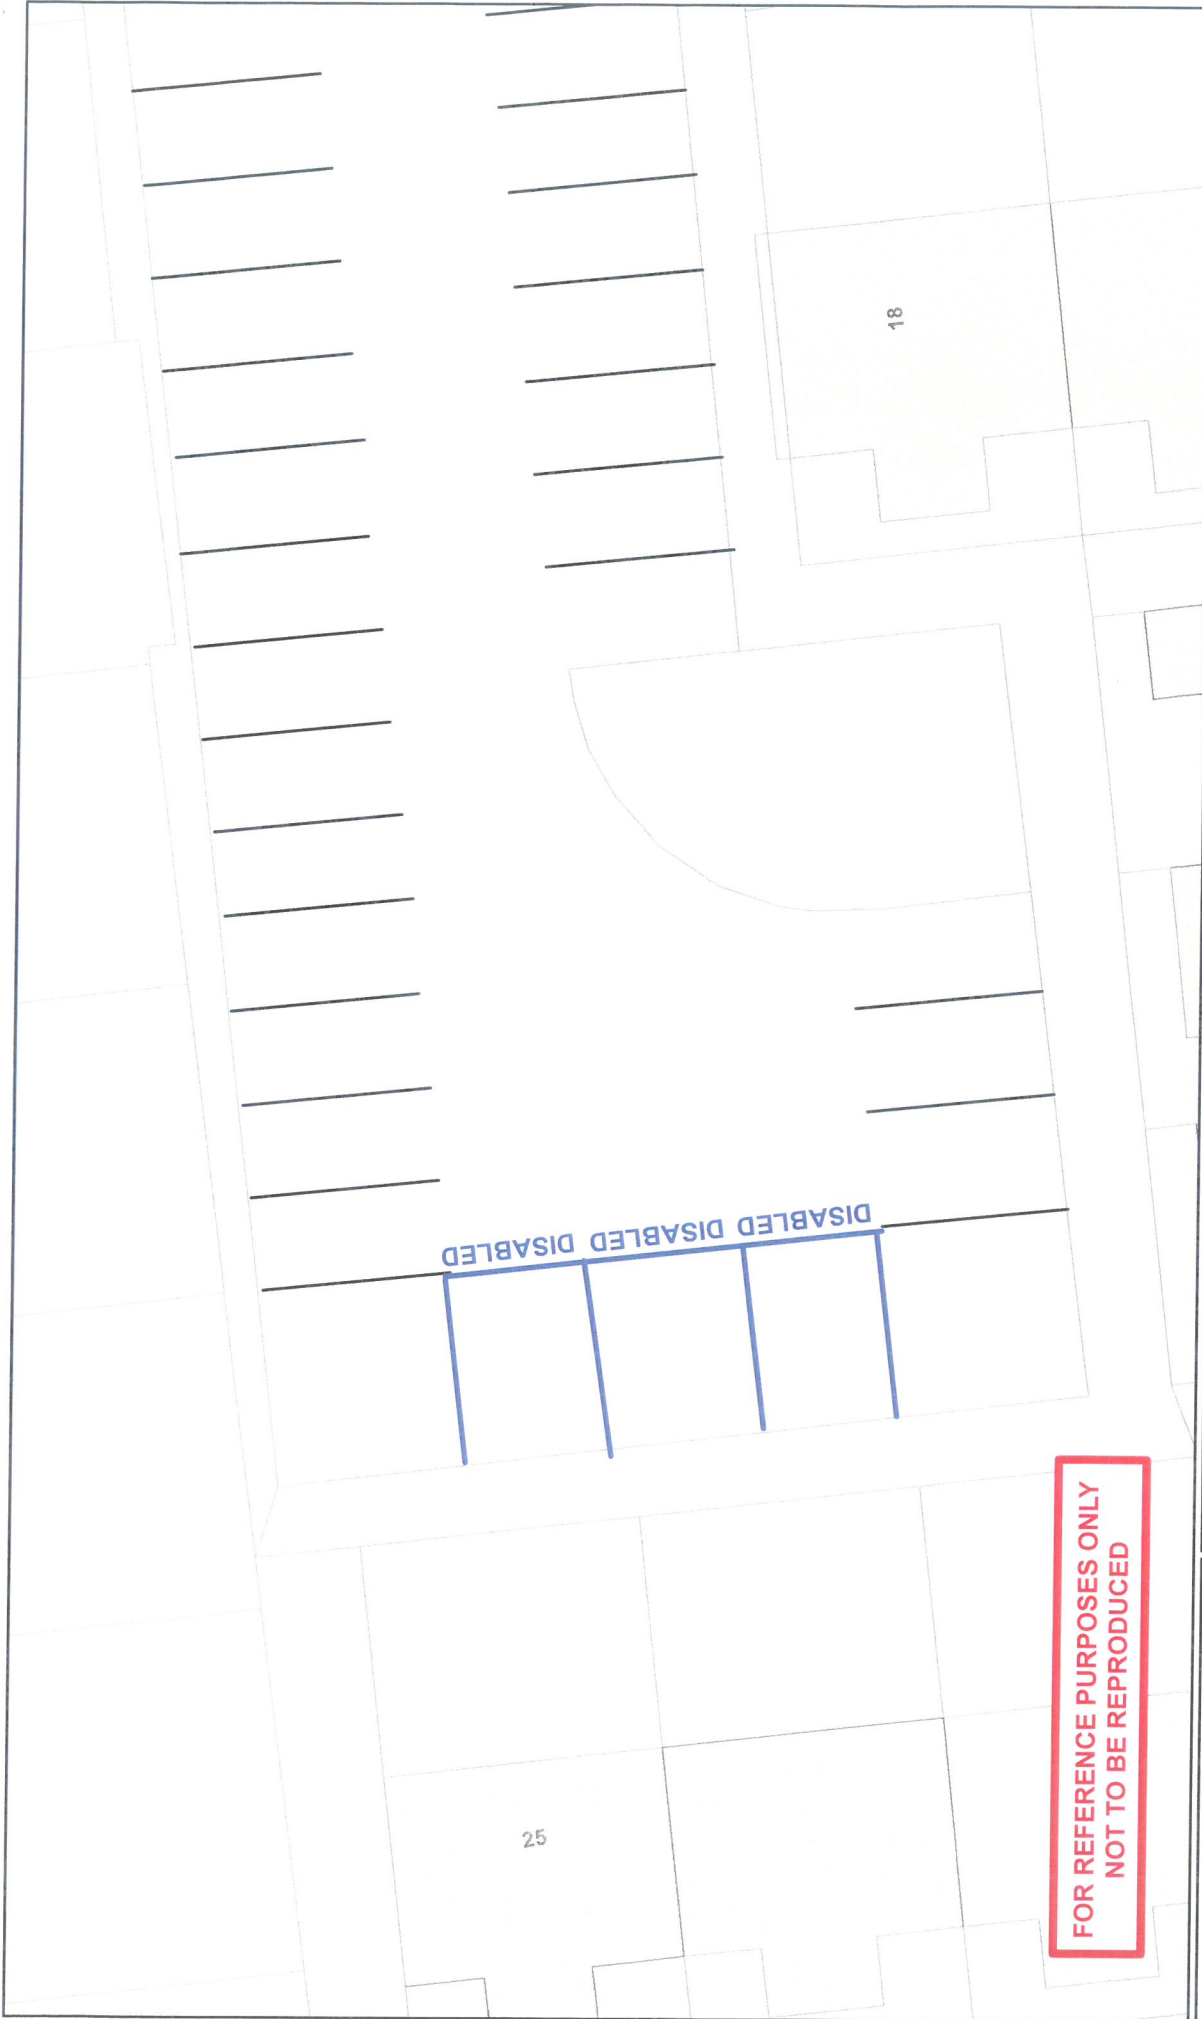 18
DISABLED DISABLED DISABLED
25
FOR REFERENCE PURPOSES ONLY
NOT TO BE REPRODUCED